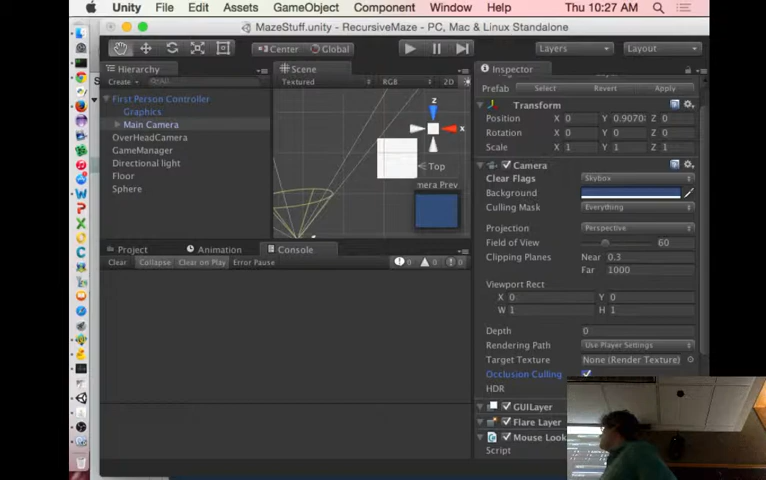 Unity File Edit Assets GameObject Component Window Help Thu 10:27 AM
MazeStuff.unity - RecursiveMaze - PC, Mac & Linux Standalone
Center Global Layers Layout
Hierarchy Scene Inspector
Create Textured RGB 2D
Prefab Select Revert Apply
First Person Controller
Graphics
Main Camera
OverHeadCamera
GameManager
Directional light
Floor
Sphere
z
x
Top
mera Prev
Transform
Position X 0 Y 0.9070 Z 0
Rotation X 0 Y 0 Z 0
Scale X 1 Y 1 Z 1
Camera
Clear Flags Skybox
Background
Culling Mask Everything
Projection Perspective
Field of View 60
Clipping Planes Near 0.3
Far 1000
Viewport Rect
X 0 Y 0
W 1 H 1
Depth 0
Rendering Path Use Player Settings
Target Texture None (Render Texture)
Occlusion Culling
HDR
GUILayer
Flare Layer
Mouse Look
Script
Project Animation Console
Clear Collapse Clear on Play Error Pause 0 0 0